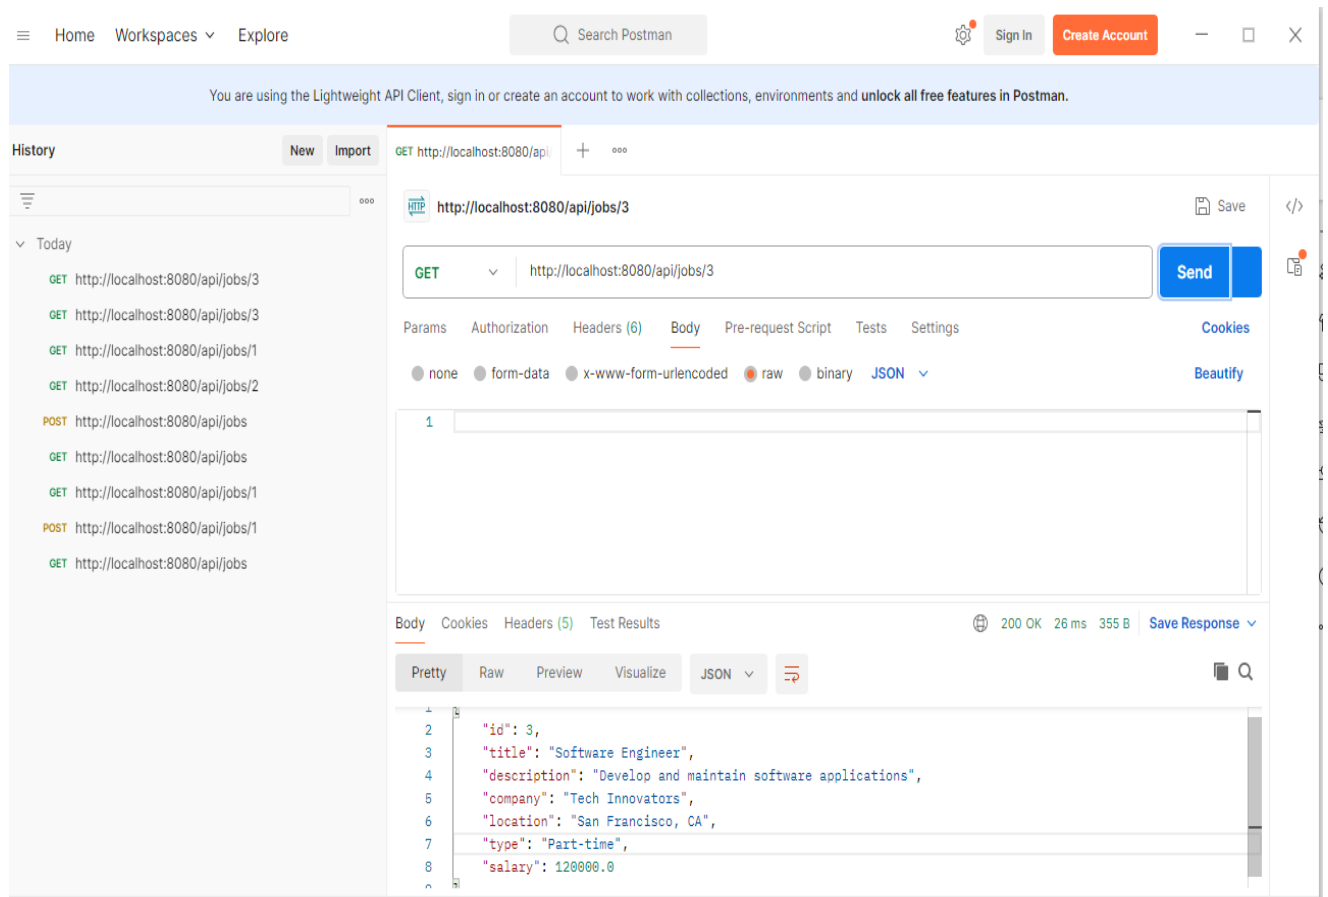 Home Workspaces Explore Search Postman Sign In Create Account
You are using the Lightweight API Client, sign in or create an account to work with collections, environments and unlock all free features in Postman.
History New Import
Today
GET http://localhost:8080/api/jobs/3
GET http://localhost:8080/api/jobs/3
GET http://localhost:8080/api/jobs/1
GET http://localhost:8080/api/jobs/2
POST http://localhost:8080/api/jobs
GET http://localhost:8080/api/jobs
GET http://localhost:8080/api/jobs/1
POST http://localhost:8080/api/jobs/1
GET http://localhost:8080/api/jobs
GET http://localhost:8080/api/
HTTP http://localhost:8080/api/jobs/3 Save </>
GET http://localhost:8080/api/jobs/3 Send
Params Authorization Headers (6) Body Pre-request Script Tests Settings Cookies
none form-data x-www-form-urlencoded raw binary JSON Beautify
1
Body Cookies Headers (5) Test Results 200 OK 26 ms 355 B Save Response
Pretty Raw Preview Visualize JSON
1 {
2 "id": 3,
3 "title": "Software Engineer",
4 "description": "Develop and maintain software applications",
5 "company": "Tech Innovators",
6 "location": "San Francisco, CA",
7 "type": "Part-time",
8 "salary": 120000.0